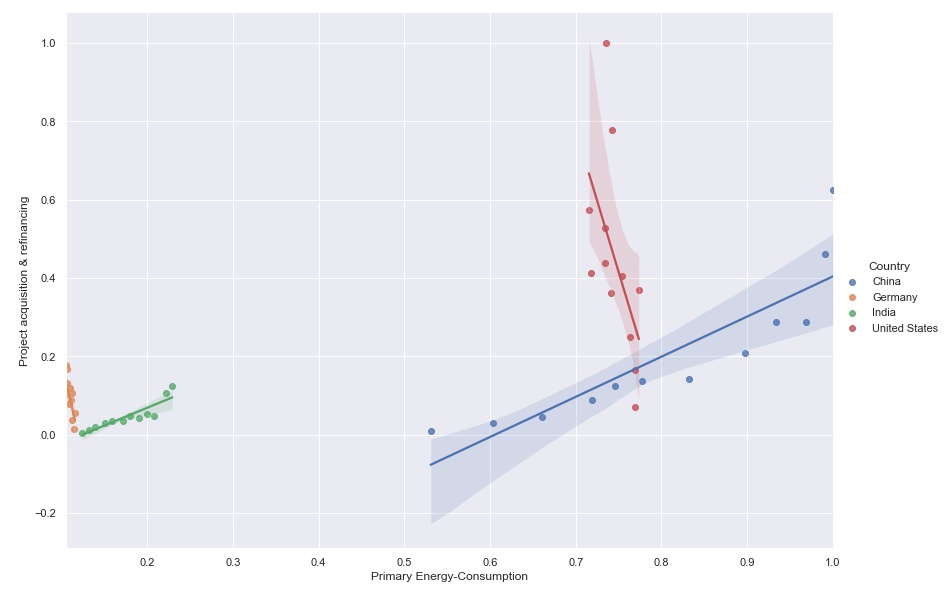 1.0
0.8
0.6
0.4
0.2
0.0
−0.2
Project acquisition & refinancing
0.2 0.3 0.4 0.5 0.6 0.7 0.8 0.9 1.0
Primary Energy-Consumption
Country
China
Germany
India
United States